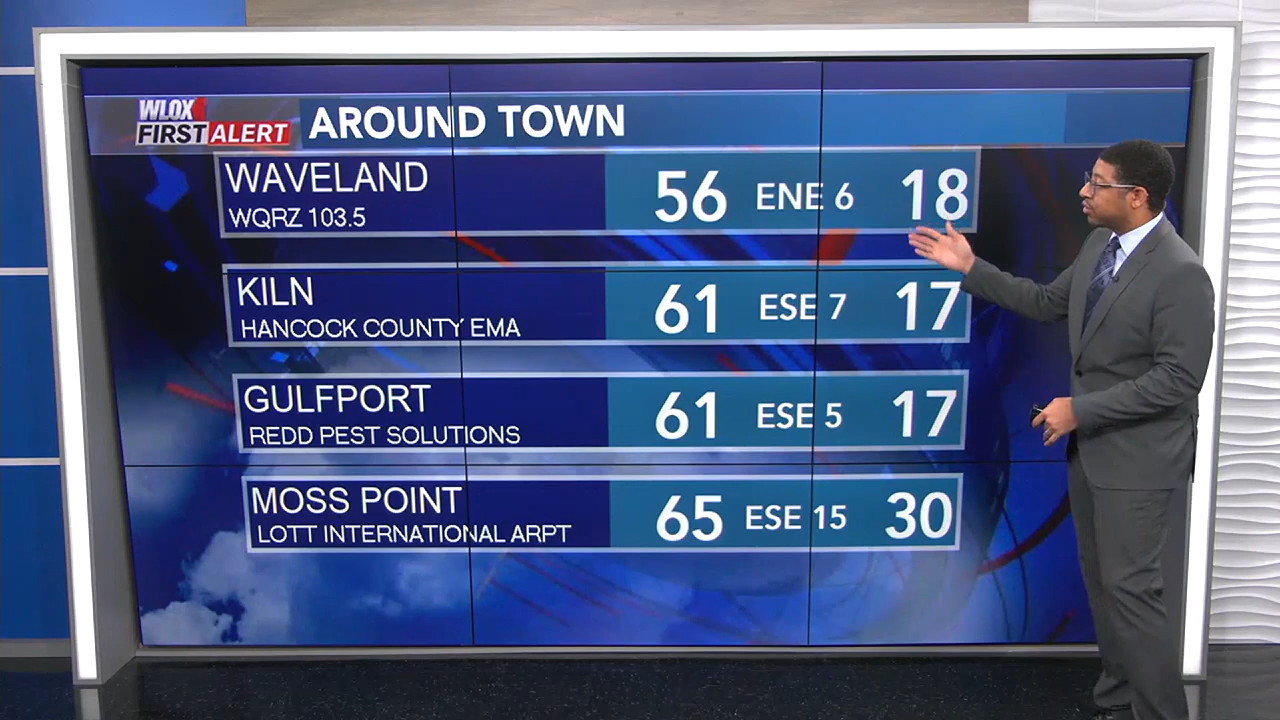 WLOX
FIRST ALERT
AROUND TOWN
WAVELAND
WQRZ 103.5
56 ENE 6 18
KILN
HANCOCK COUNTY EMA
61 ESE 7 17
GULFPORT
REDD PEST SOLUTIONS
61 ESE 5 17
MOSS POINT
LOTT INTERNATIONAL ARPT
65 ESE 15 30